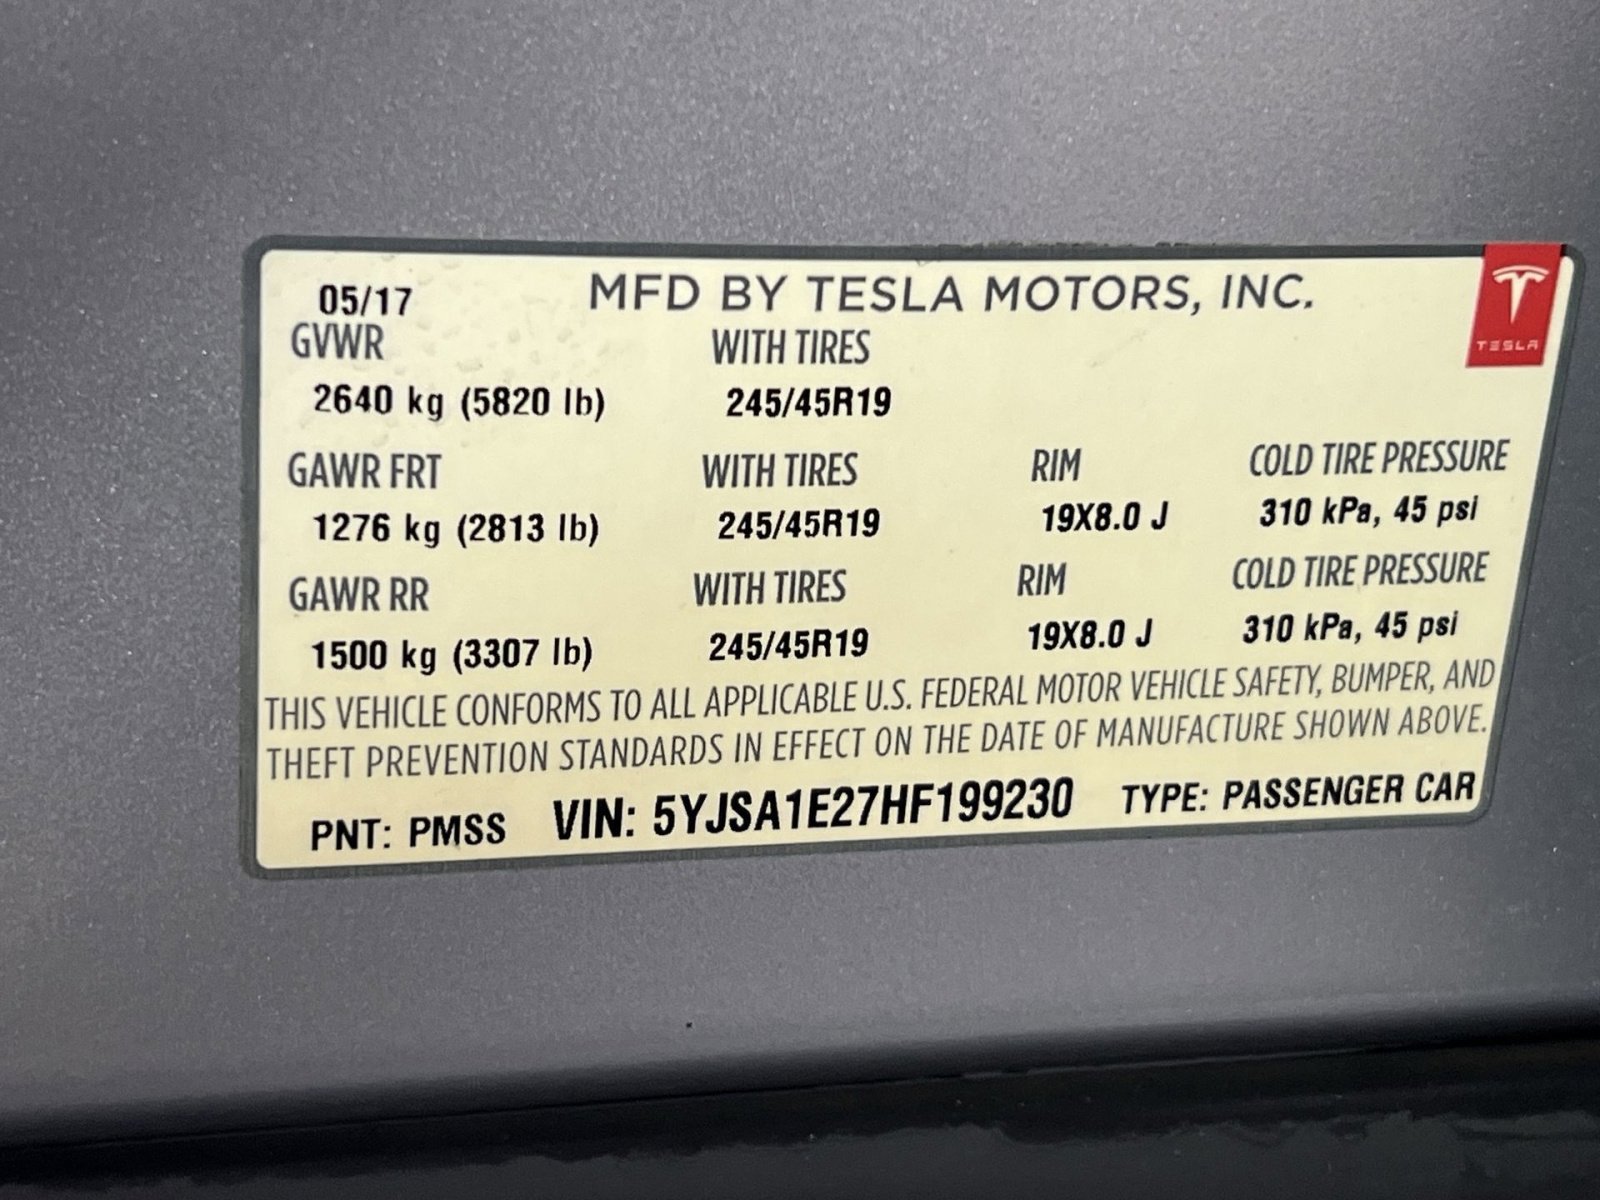 05/17 MFD BY TESLA MOTORS, INC.
TESLA
GVWR WITH TIRES
2640 kg (5820 lb) 245/45R19
GAWR FRT WITH TIRES RIM COLD TIRE PRESSURE
1276 kg (2813 lb) 245/45R19 19X8.0 J 310 kPa, 45 psi
GAWR RR WITH TIRES RIM COLD TIRE PRESSURE
1500 kg (3307 lb) 245/45R19 19X8.0 J 310 kPa, 45 psi
THIS VEHICLE CONFORMS TO ALL APPLICABLE U.S. FEDERAL MOTOR VEHICLE SAFETY, BUMPER, AND
THEFT PREVENTION STANDARDS IN EFFECT ON THE DATE OF MANUFACTURE SHOWN ABOVE.
PNT: PMSS VIN: 5YJSA1E27HF199230 TYPE: PASSENGER CAR